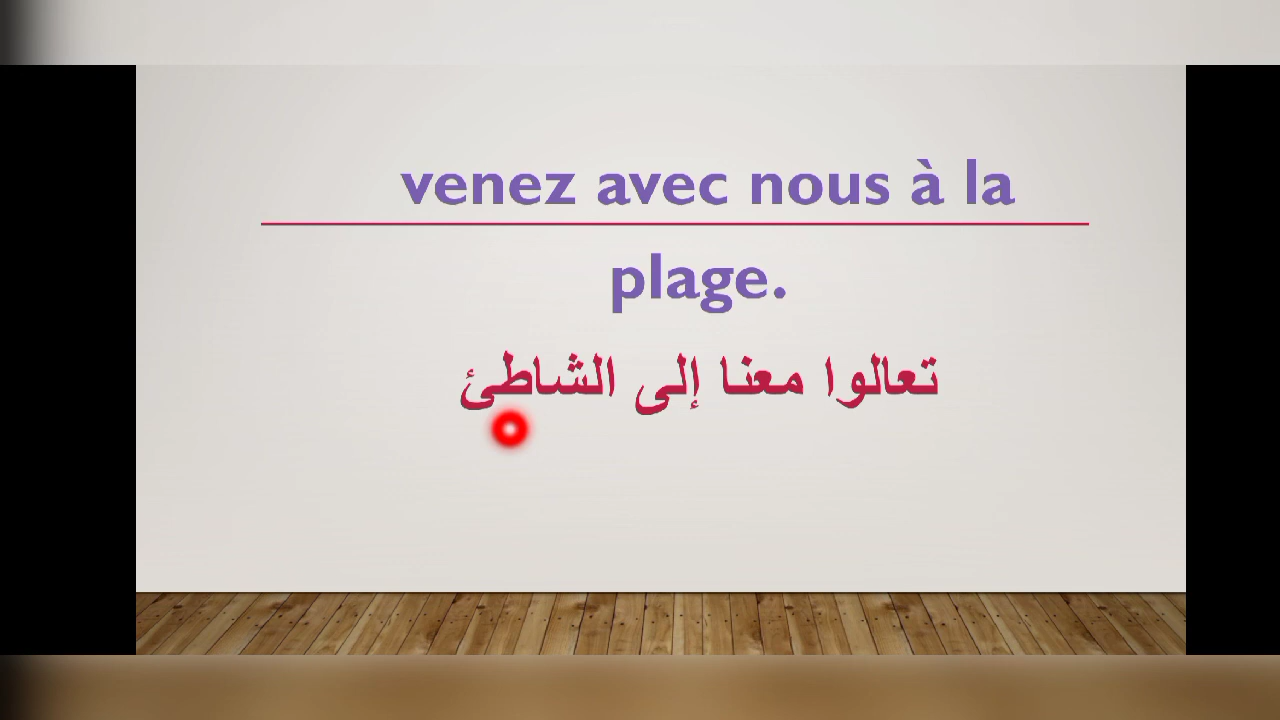 venez avec nous à la
plage.
تعالوا معنا إلى الشاطئ